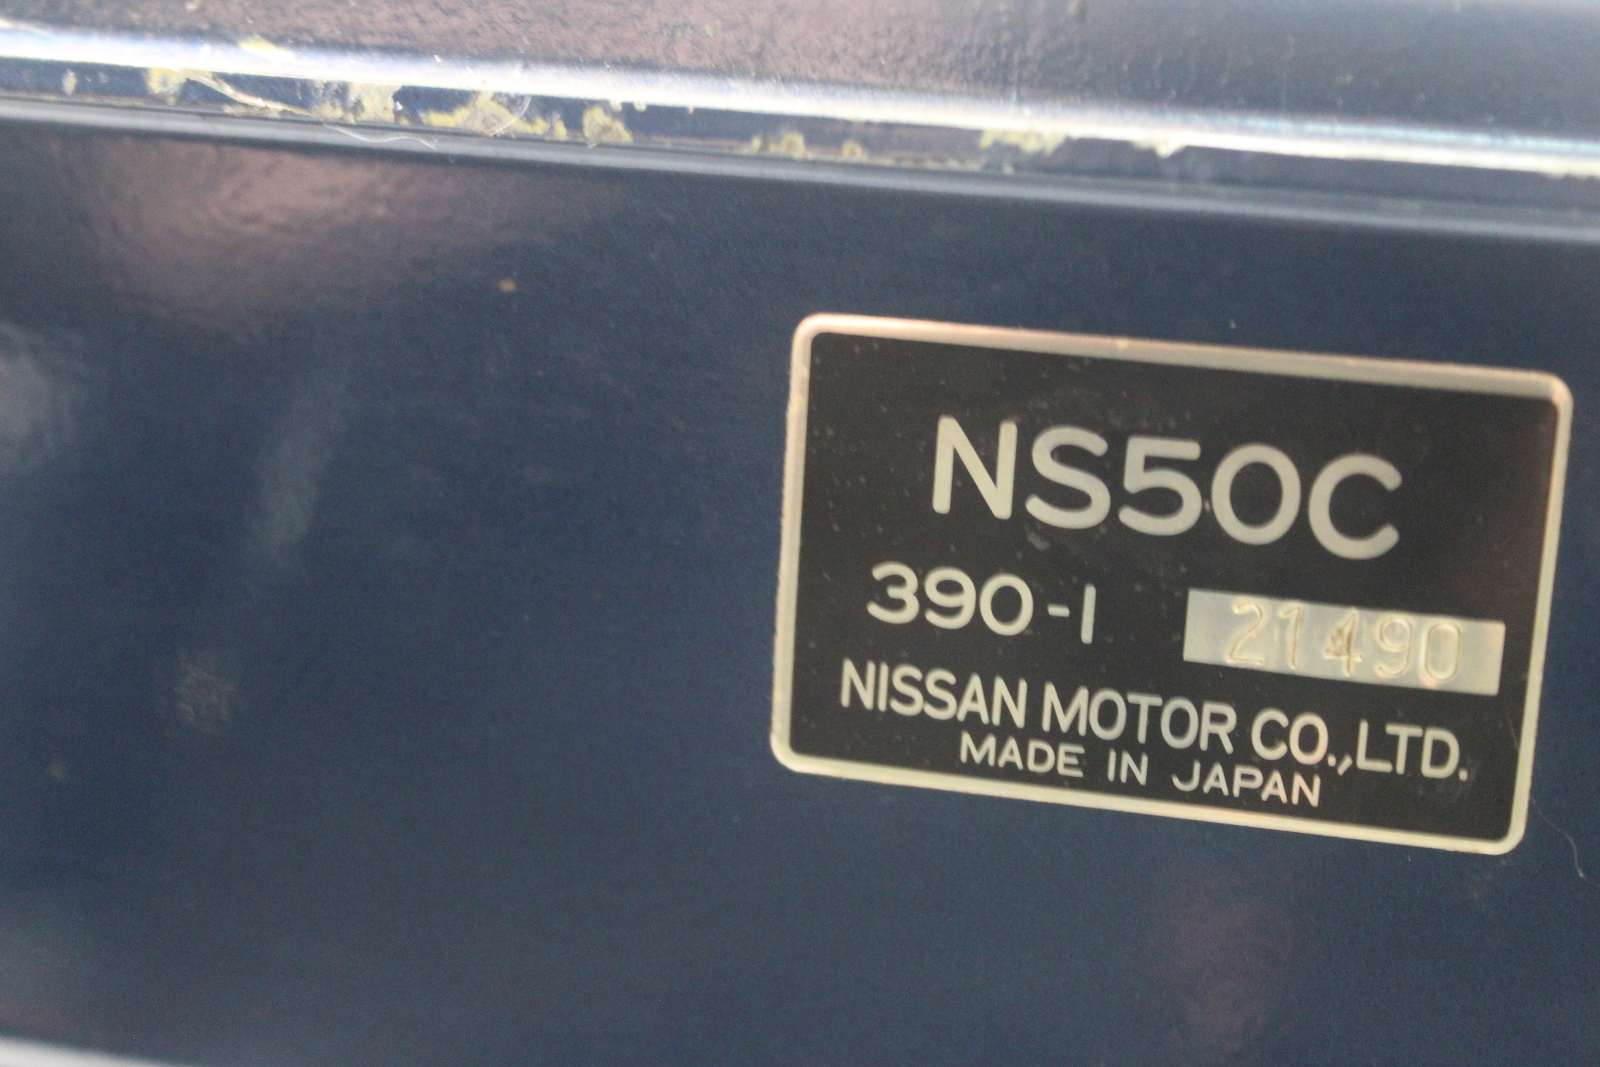 NS50C
390-1 21490
NISSAN MOTOR CO.,LTD.
MADE IN JAPAN